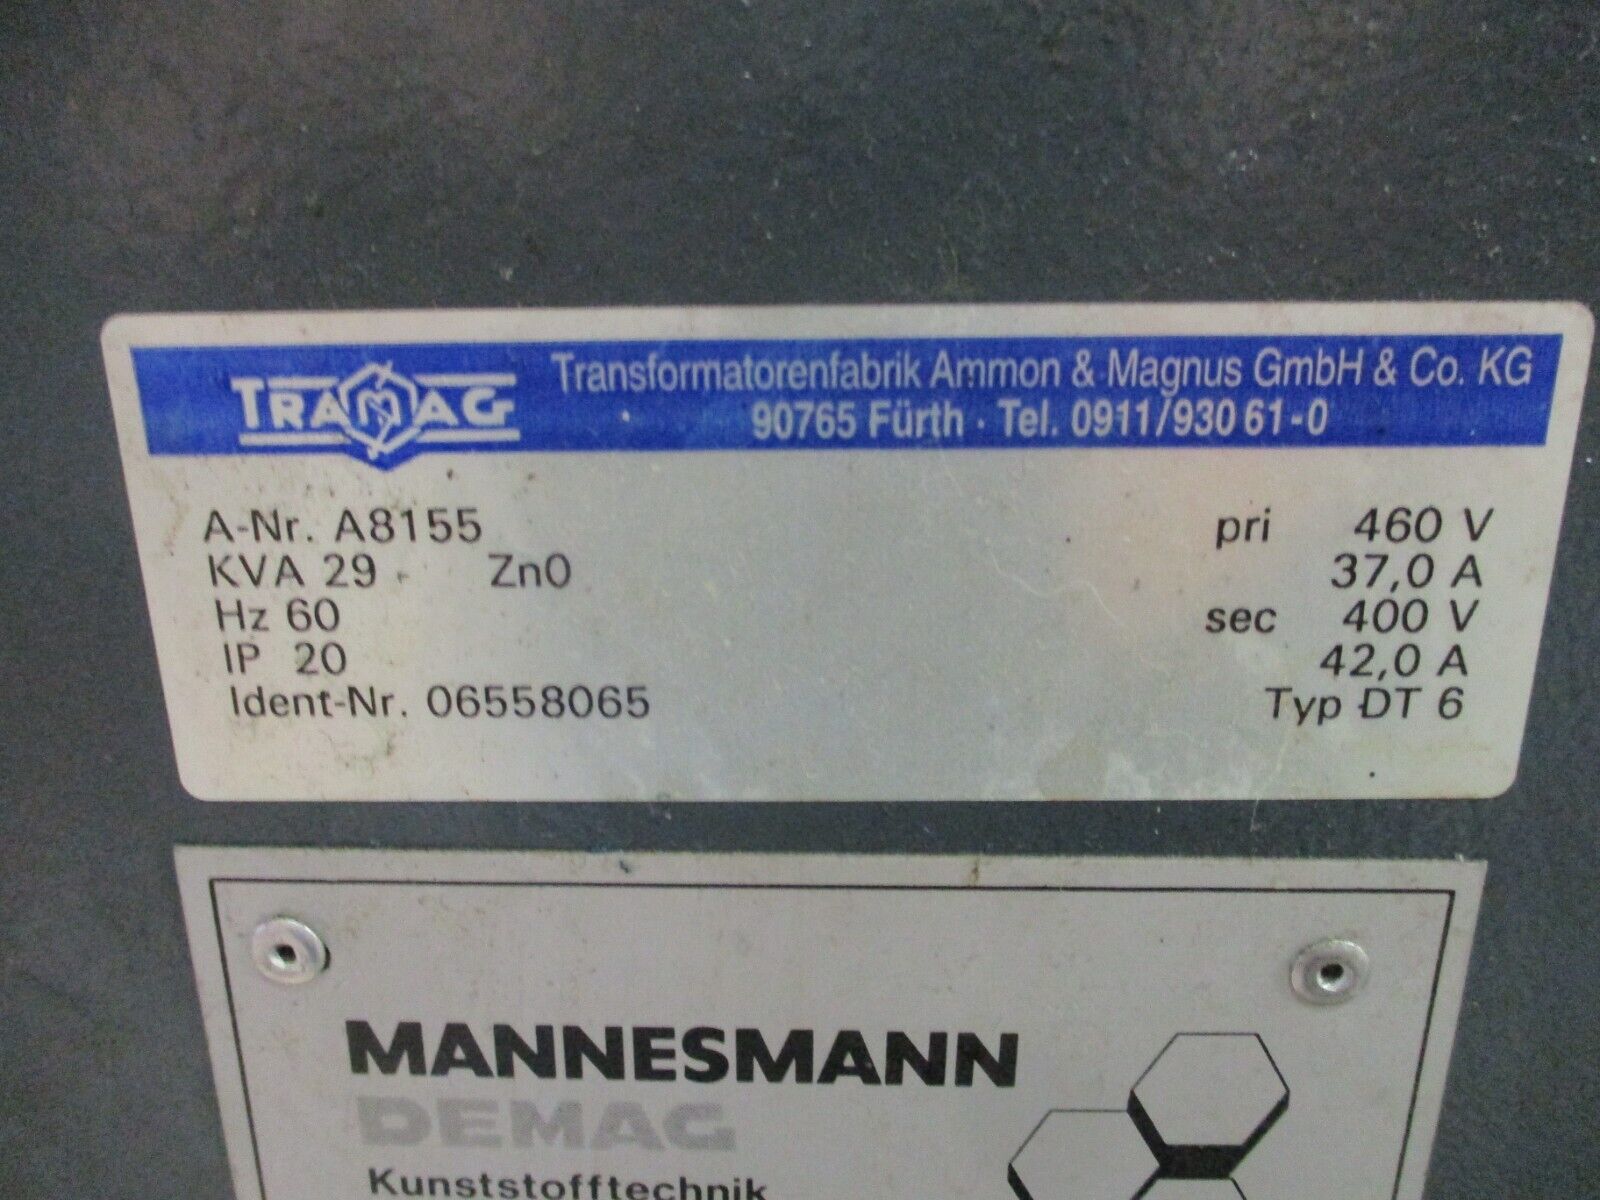 TRAMAG
Transformatorenfabrik Ammon & Magnus GmbH & Co. KG
90765 Fürth · Tel. 0911/930 61-0
A-Nr. A8155
KVA 29 Zn0
Hz 60
IP 20
Ident-Nr. 06558065
pri 460 V
37,0 A
sec 400 V
42,0 A
Typ DT 6
MANNESMANN
DEMAG
Kunststofftechnik